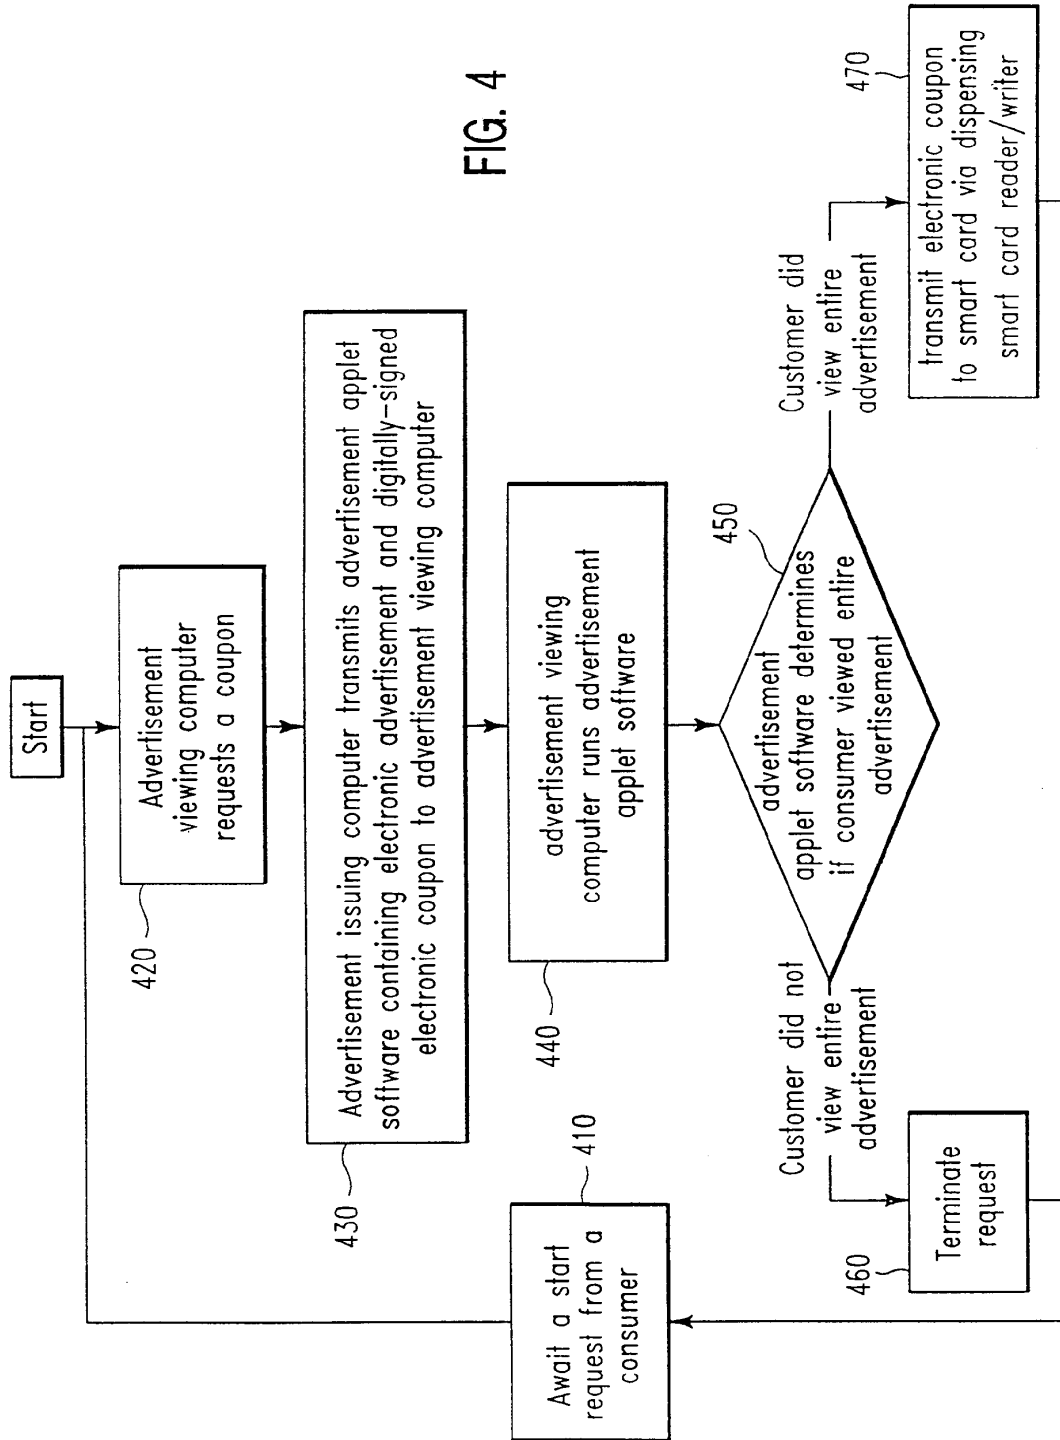 Start
Advertisement
viewing computer
requests a coupon
420
Advertisement issuing computer transmits advertisement applet
software containing electronic advertisement and digitally-signed
electronic coupon to advertisement viewing computer
430
advertisement viewing
computer runs advertisement
applet software
440
advertisement
applet software determines
if consumer viewed entire
advertisement
450
Customer did not
view entire
advertisement
Customer did
view entire
advertisement
Terminate
request
460
transmit electronic coupon
to smart card via dispensing
smart card reader/writer
470
Await a start
request from a
consumer
410
FIG. 4